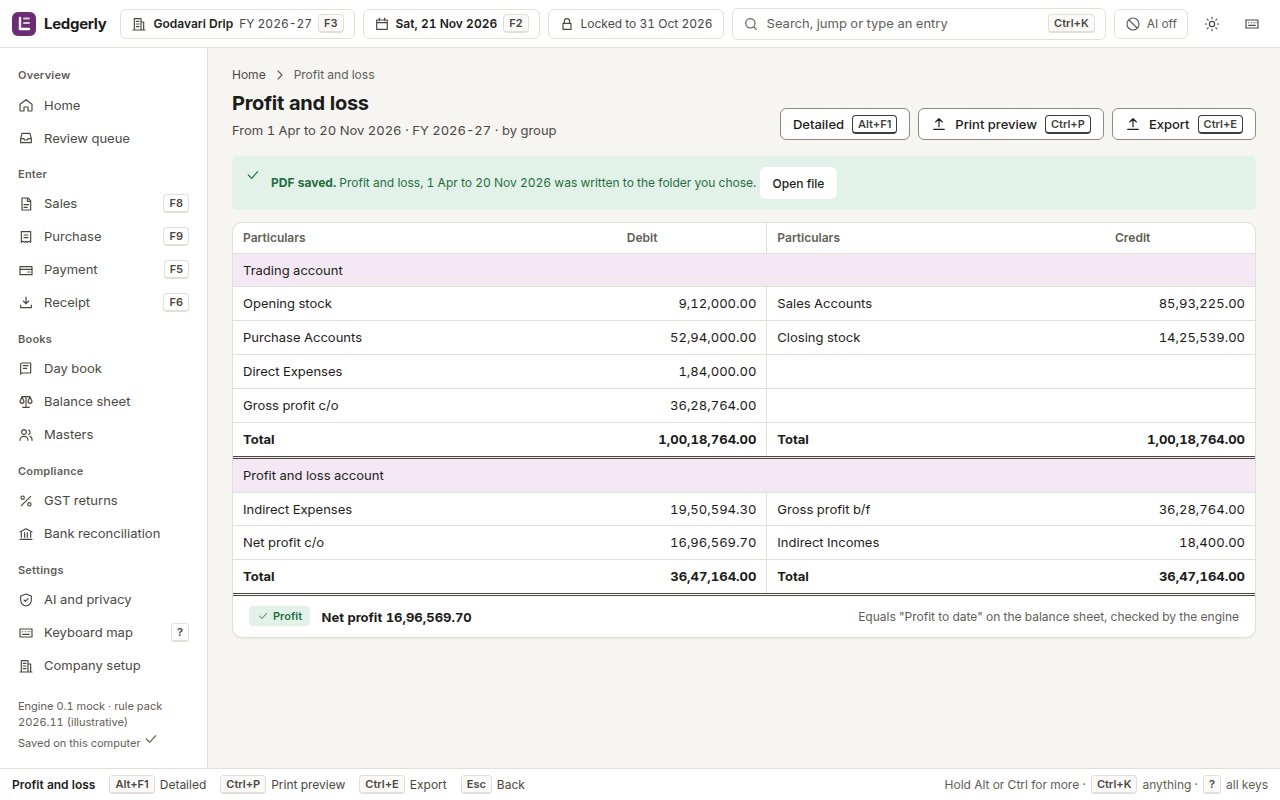 Ledgerly
Godavari Drip FY 2026-27 F3
Sat, 21 Nov 2026 F2
Locked to 31 Oct 2026
Search, jump or type an entry Ctrl+K
AI off
Overview
Home
Review queue
Enter
Sales F8
Purchase F9
Payment F5
Receipt F6
Books
Day book
Balance sheet
Masters
Compliance
GST returns
Bank reconciliation
Settings
AI and privacy
Keyboard map ?
Company setup
Engine 0.1 mock · rule pack
2026.11 (illustrative)
Saved on this computer
Home > Profit and loss
Profit and loss
From 1 Apr to 20 Nov 2026 · FY 2026-27 · by group
Detailed Alt+F1
Print preview Ctrl+P
Export Ctrl+E
PDF saved. Profit and loss, 1 Apr to 20 Nov 2026 was written to the folder you chose. Open file
Particulars Debit Particulars Credit
Trading account
Opening stock 9,12,000.00 Sales Accounts 85,93,225.00
Purchase Accounts 52,94,000.00 Closing stock 14,25,539.00
Direct Expenses 1,84,000.00
Gross profit c/o 36,28,764.00
Total 1,00,18,764.00 Total 1,00,18,764.00
Profit and loss account
Indirect Expenses 19,50,594.30 Gross profit b/f 36,28,764.00
Net profit c/o 16,96,569.70 Indirect Incomes 18,400.00
Total 36,47,164.00 Total 36,47,164.00
Profit Net profit 16,96,569.70 Equals "Profit to date" on the balance sheet, checked by the engine
Profit and loss Alt+F1 Detailed Ctrl+P Print preview Ctrl+E Export Esc Back
Hold Alt or Ctrl for more · Ctrl+K anything · ? all keys